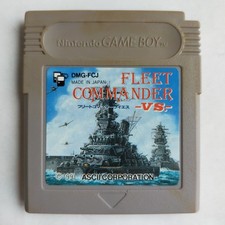 Nintendo GAME BOY
DMG-FCJ
MADE IN JAPAN
FLEET
COMMANDER
-VS.-
ASCII CORPORATION